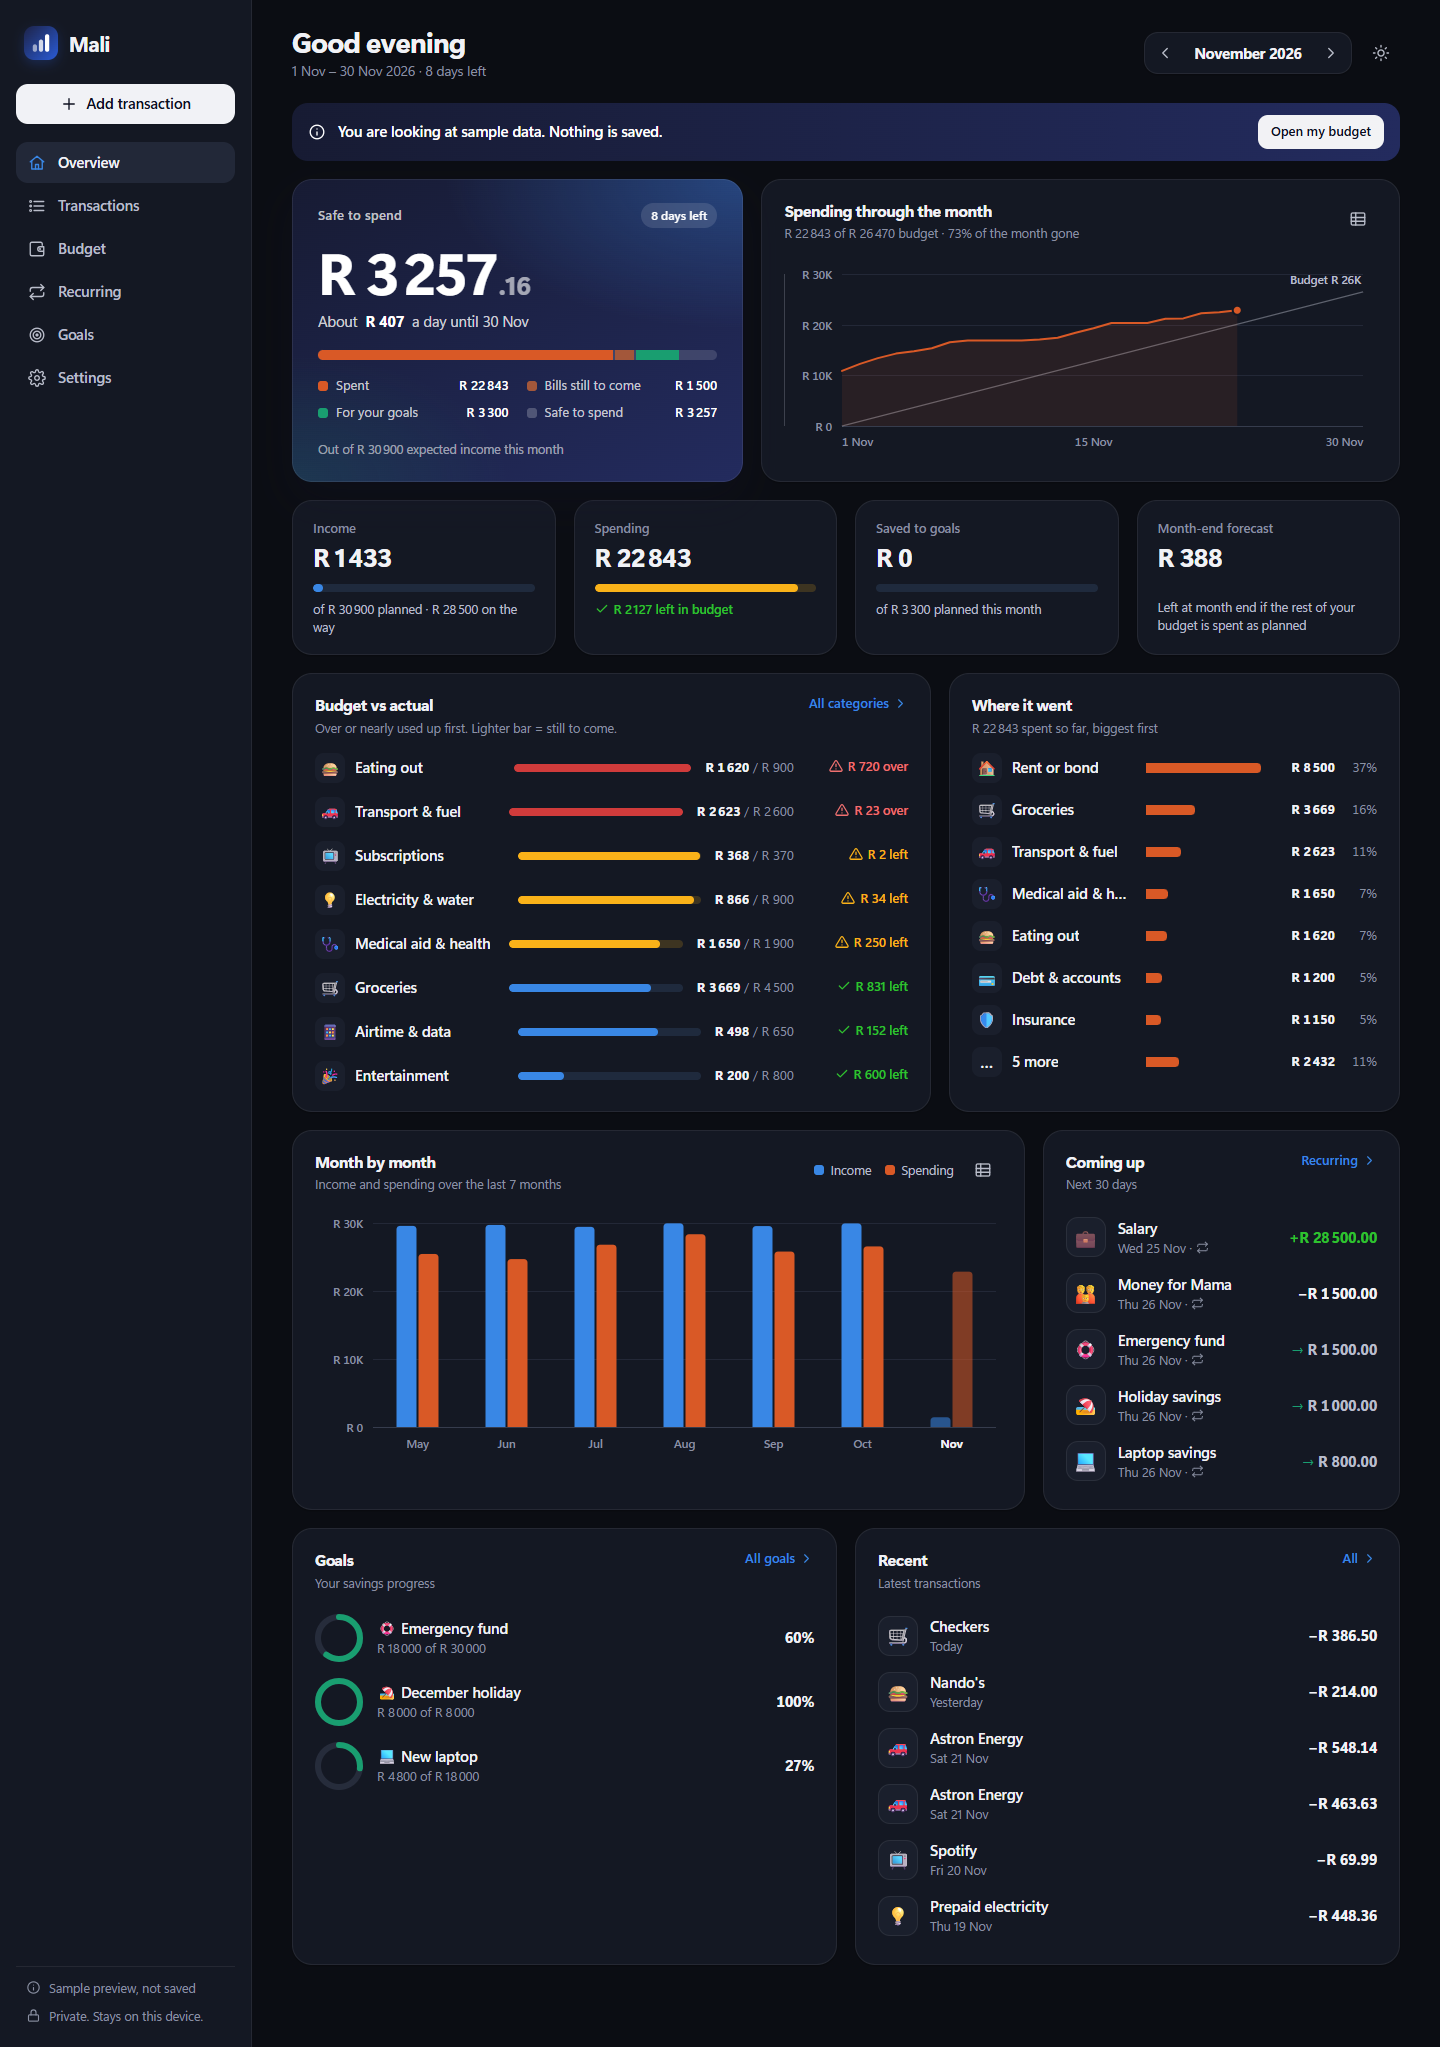 Mali
Add transaction
Overview
Transactions
Budget
Recurring
Goals
Settings
Sample preview, not saved
Private. Stays on this device.
Good evening
1 Nov – 30 Nov 2026 · 8 days left
November 2026
You are looking at sample data. Nothing is saved.
Open my budget
Safe to spend
8 days left
R 3 257.16
About R 407 a day until 30 Nov
Spent R 22 843
Bills still to come R 1 500
For your goals R 3 300
Safe to spend R 3 257
Out of R 30 900 expected income this month
Spending through the month
R 22 843 of R 26 470 budget · 73% of the month gone
R 30K
Budget R 26K
R 20K
R 10K
R 0
1 Nov
15 Nov
30 Nov
Income
R 1 433
of R 30 900 planned · R 28 500 on the
way
Spending
R 22 843
R 2 127 left in budget
Saved to goals
R 0
of R 3 300 planned this month
Month-end forecast
R 388
Left at month end if the rest of your
budget is spent as planned
Budget vs actual
All categories
Over or nearly used up first. Lighter bar = still to come.
Eating out R 1 620 / R 900 R 720 over
Transport & fuel R 2 623 / R 2 600 R 23 over
Subscriptions R 368 / R 370 R 2 left
Electricity & water R 866 / R 900 R 34 left
Medical aid & health R 1 650 / R 1 900 R 250 left
Groceries R 3 669 / R 4 500 R 831 left
Airtime & data R 498 / R 650 R 152 left
Entertainment R 200 / R 800 R 600 left
Where it went
R 22 843 spent so far, biggest first
Rent or bond R 8 500 37%
Groceries R 3 669 16%
Transport & fuel R 2 623 11%
Medical aid & h... R 1 650 7%
Eating out R 1 620 7%
Debt & accounts R 1 200 5%
Insurance R 1 150 5%
... 5 more R 2 432 11%
Month by month
Income and spending over the last 7 months
Income
Spending
R 30K
R 20K
R 10K
R 0
May
Jun
Jul
Aug
Sep
Oct
Nov
Coming up
Recurring
Next 30 days
Salary
Wed 25 Nov ·
+R 28 500.00
Money for Mama
Thu 26 Nov ·
−R 1 500.00
Emergency fund
Thu 26 Nov ·
→ R 1 500.00
Holiday savings
Thu 26 Nov ·
→ R 1 000.00
Laptop savings
Thu 26 Nov ·
→ R 800.00
Goals
All goals
Your savings progress
Emergency fund
R 18 000 of R 30 000
60%
December holiday
R 8 000 of R 8 000
100%
New laptop
R 4 800 of R 18 000
27%
Recent
All
Latest transactions
Checkers
Today
−R 386.50
Nando's
Yesterday
−R 214.00
Astron Energy
Sat 21 Nov
−R 548.14
Astron Energy
Sat 21 Nov
−R 463.63
Spotify
Fri 20 Nov
−R 69.99
Prepaid electricity
Thu 19 Nov
−R 448.36